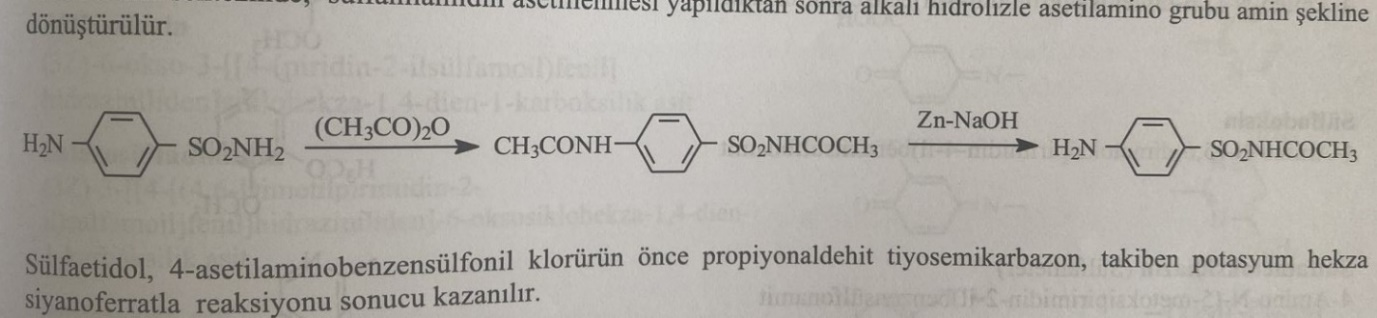 yapıldıktan sonra alkali hidrolizle asetilamino grubu amin şekline
dönüştürülür.
H₂N SO₂NH₂ (CH₃CO)₂O CH₃CONH SO₂NHCOCH₃ Zn-NaOH H₂N SO₂NHCOCH₃
Sülfaetidol, 4-asetilaminobenzensülfonil klorürün önce propiyonaldehit tiyosemikarbazon, takiben potasyum hekza
siyanoferratla reaksiyonu sonucu kazanılır.